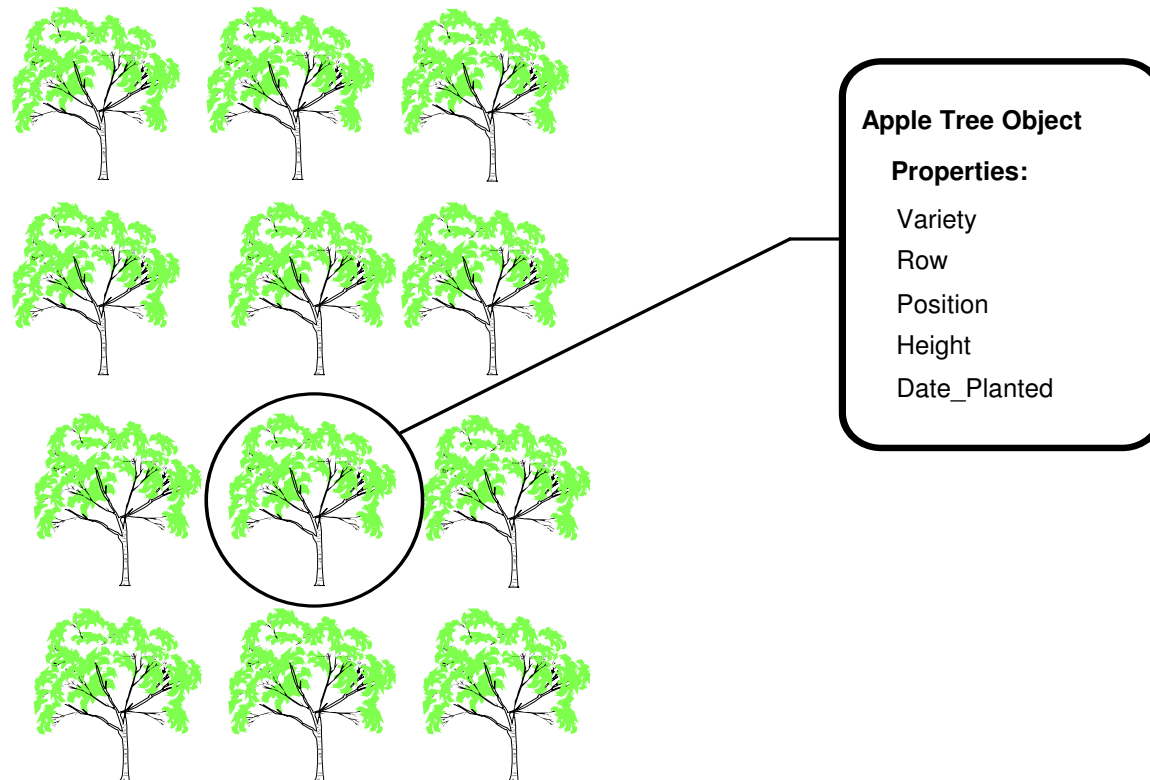 Apple Tree Object
Properties:
Variety
Row
Position
Height
Date_Planted